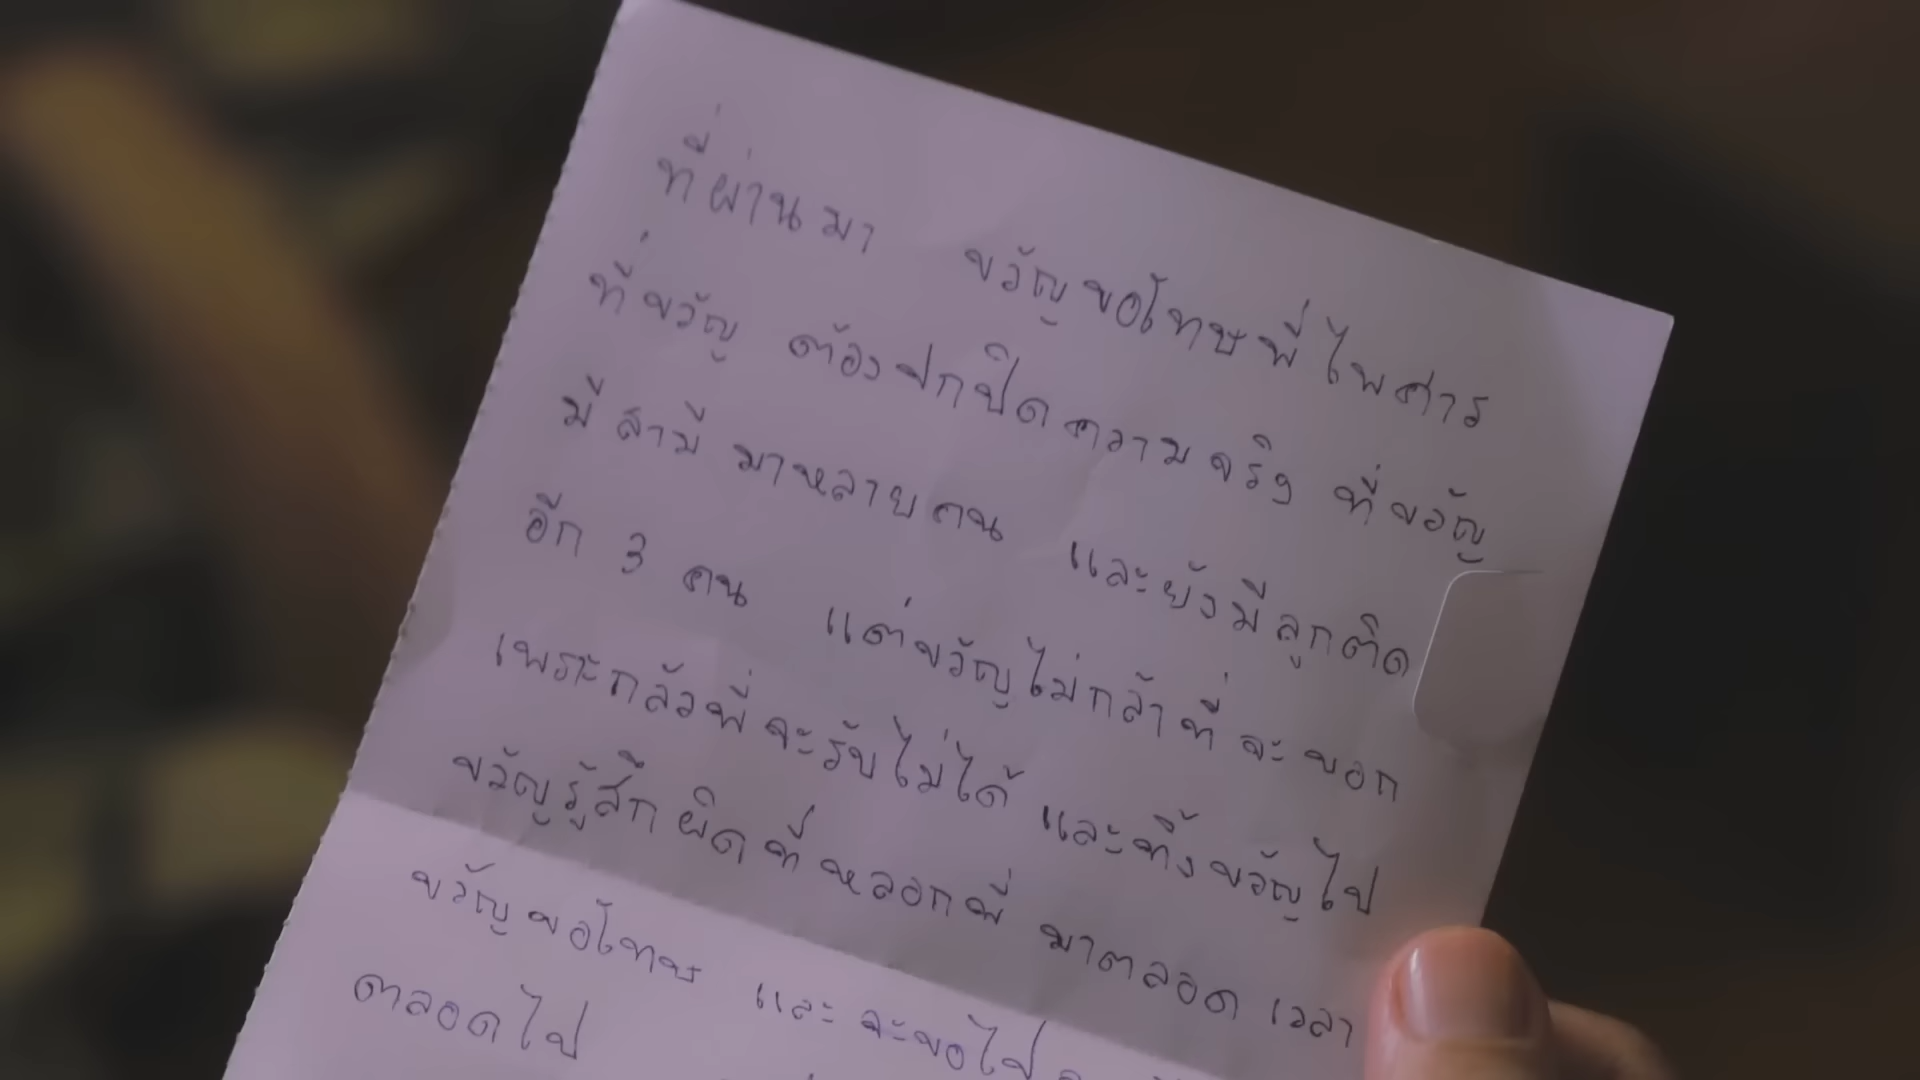 ที่ผ่านมา ขวัญขอโทษพี่ไพศาร
ที่ขวัญ ต้องปกปิดความจริง ที่ขวัญ
มีสามี มาหลายคน และยังมีลูกติด
อีก 3 คน แต่ขวัญไม่กล้าที่ จะ บอก
เพราะกลัวพี่จะรับไม่ได้ และทิ้งขวัญไป
ขวัญรู้สึกผิดที่หลอกพี่ มาตลอด เวลา
ขวัญขอโทษ และ จะขอไป
ตลอดไป